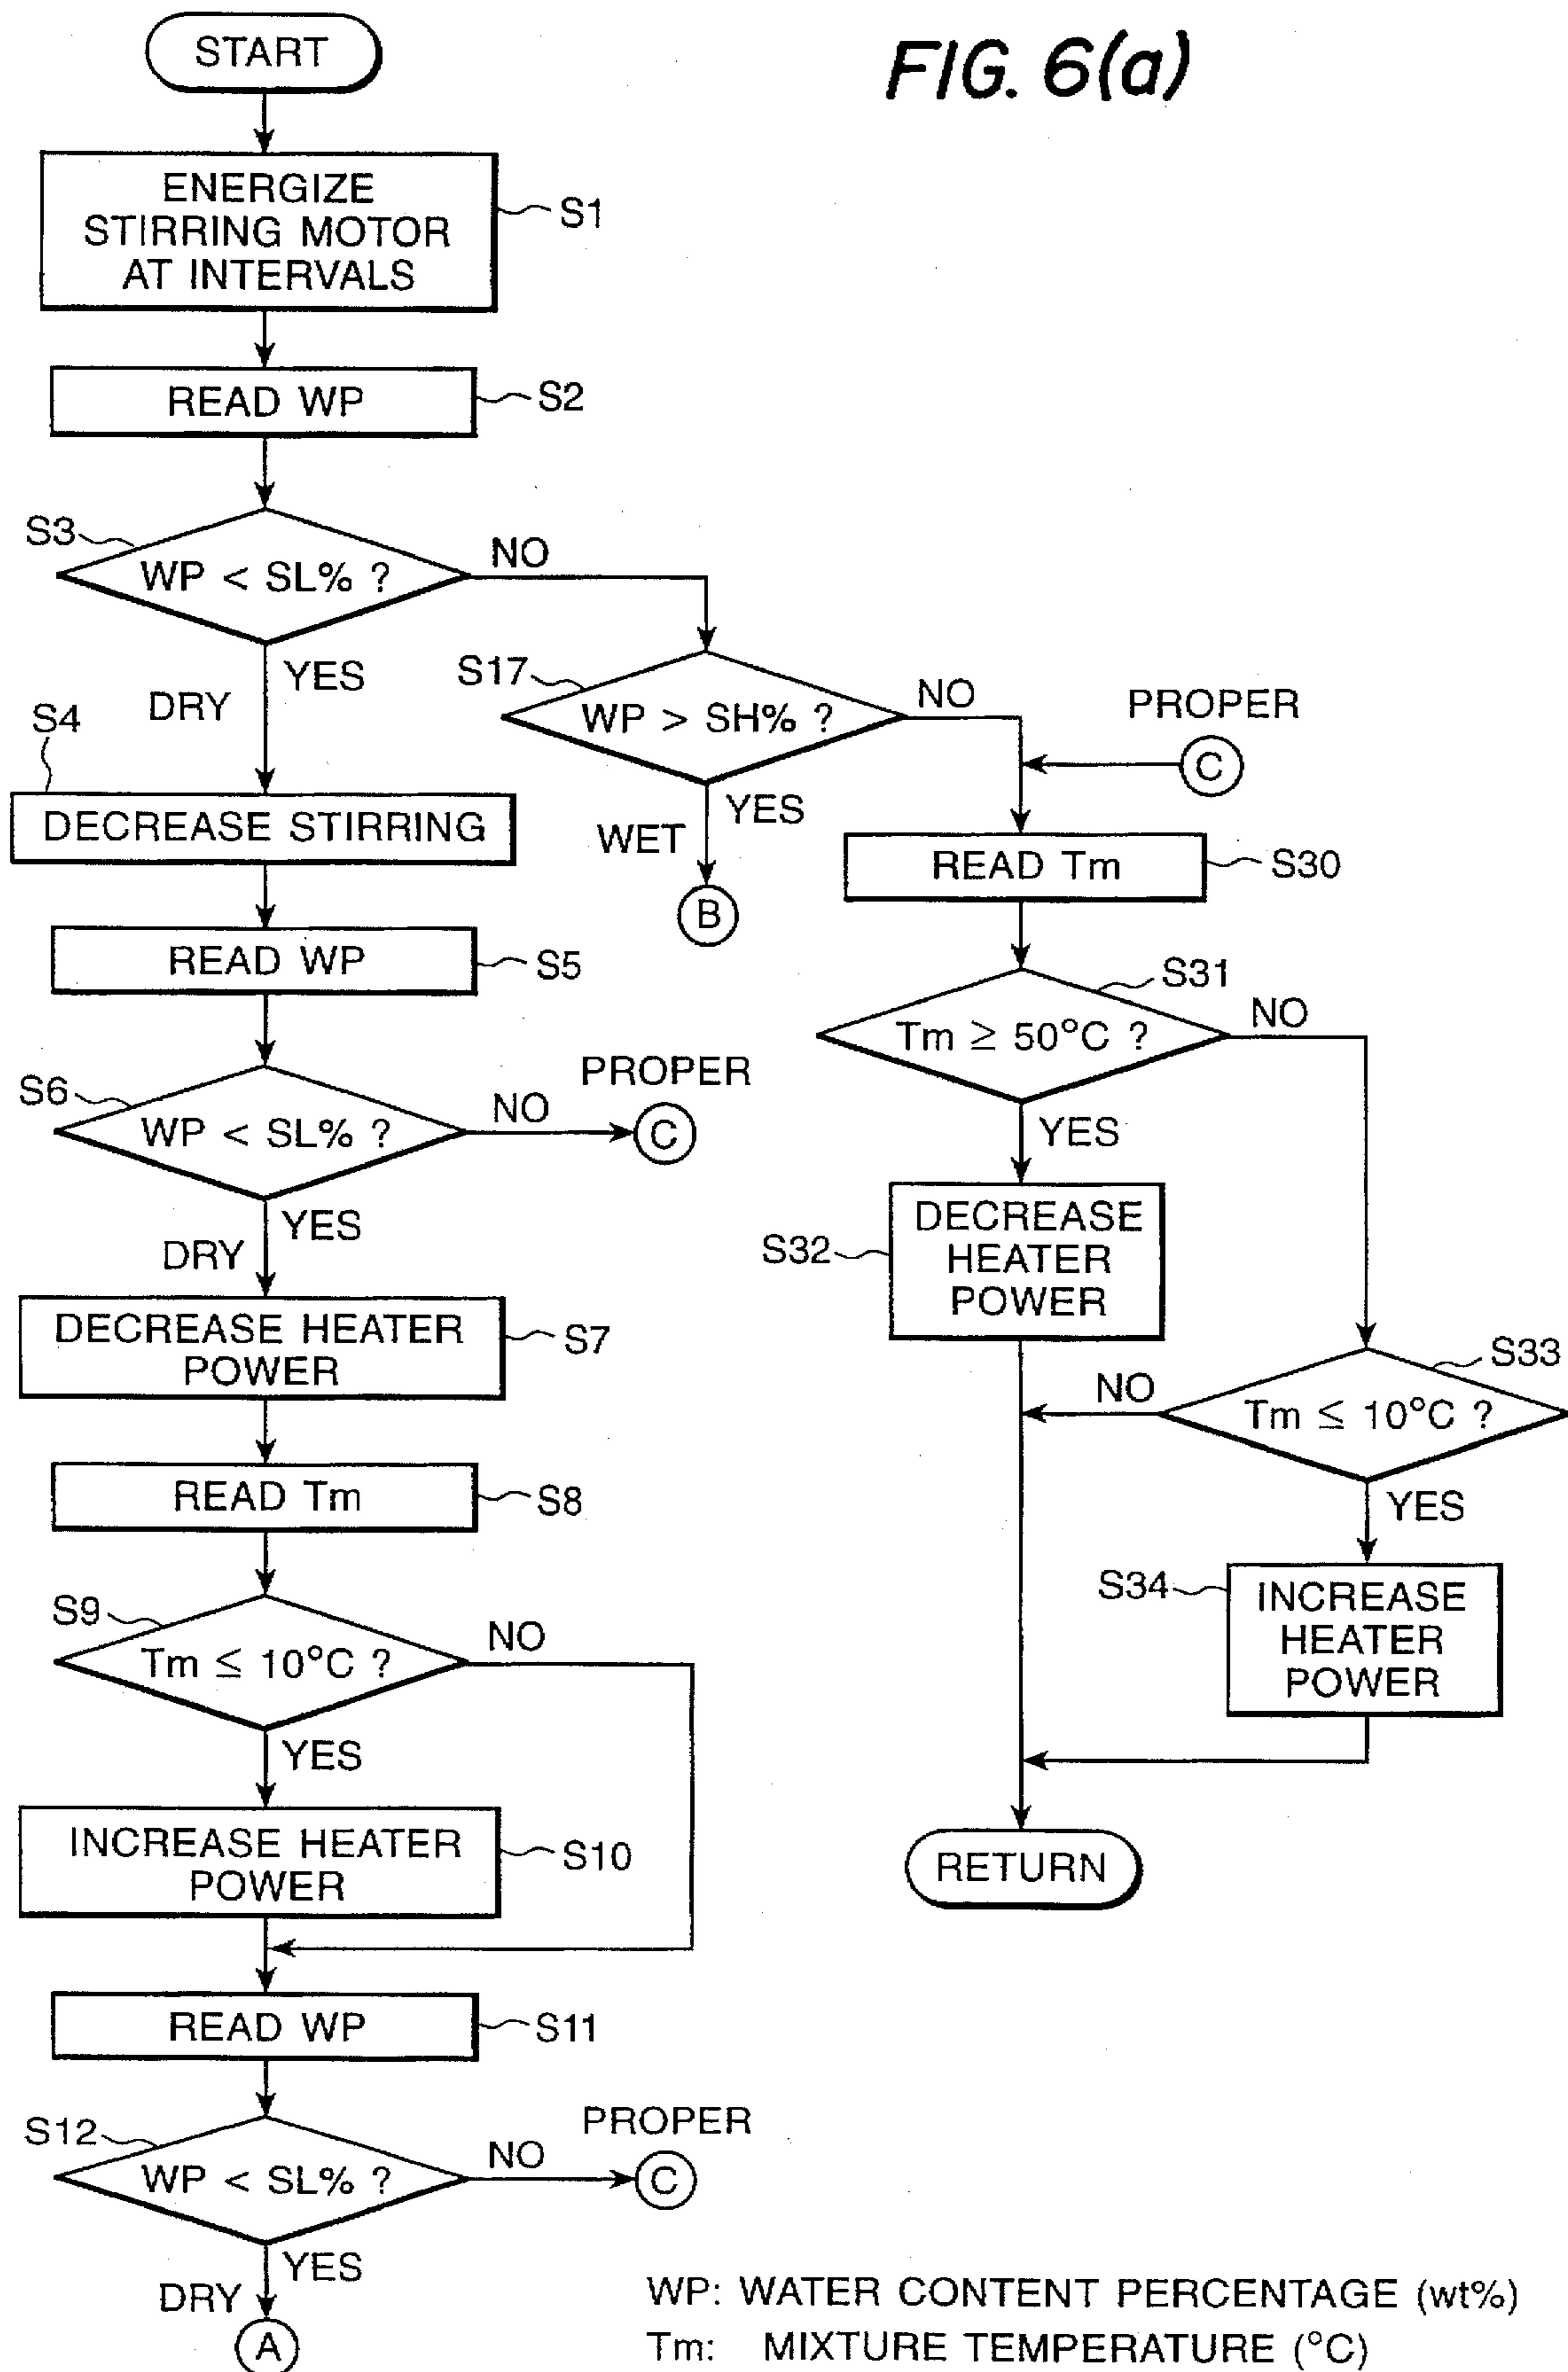 FIG. 6(a)
START
ENERGIZE
STIRRING MOTOR
AT INTERVALS
S1
READ WP
S2
S3
WP < SL% ?
NO
YES
DRY
S17
WP > SH% ?
NO
YES
WET
B
PROPER
C
S4
DECREASE STIRRING
READ WP
S5
S6
WP < SL% ?
NO
PROPER
C
YES
DRY
DECREASE HEATER
POWER
S7
READ Tm
S8
S9
Tm ≤ 10°C ?
NO
YES
INCREASE HEATER
POWER
S10
READ WP
S11
S12
WP < SL% ?
NO
PROPER
C
YES
DRY
A
READ Tm
S30
S31
Tm ≥ 50°C ?
NO
YES
S32
DECREASE
HEATER
POWER
S33
Tm ≤ 10°C ?
NO
YES
S34
INCREASE
HEATER
POWER
RETURN
WP: WATER CONTENT PERCENTAGE (wt%)
Tm: MIXTURE TEMPERATURE (°C)